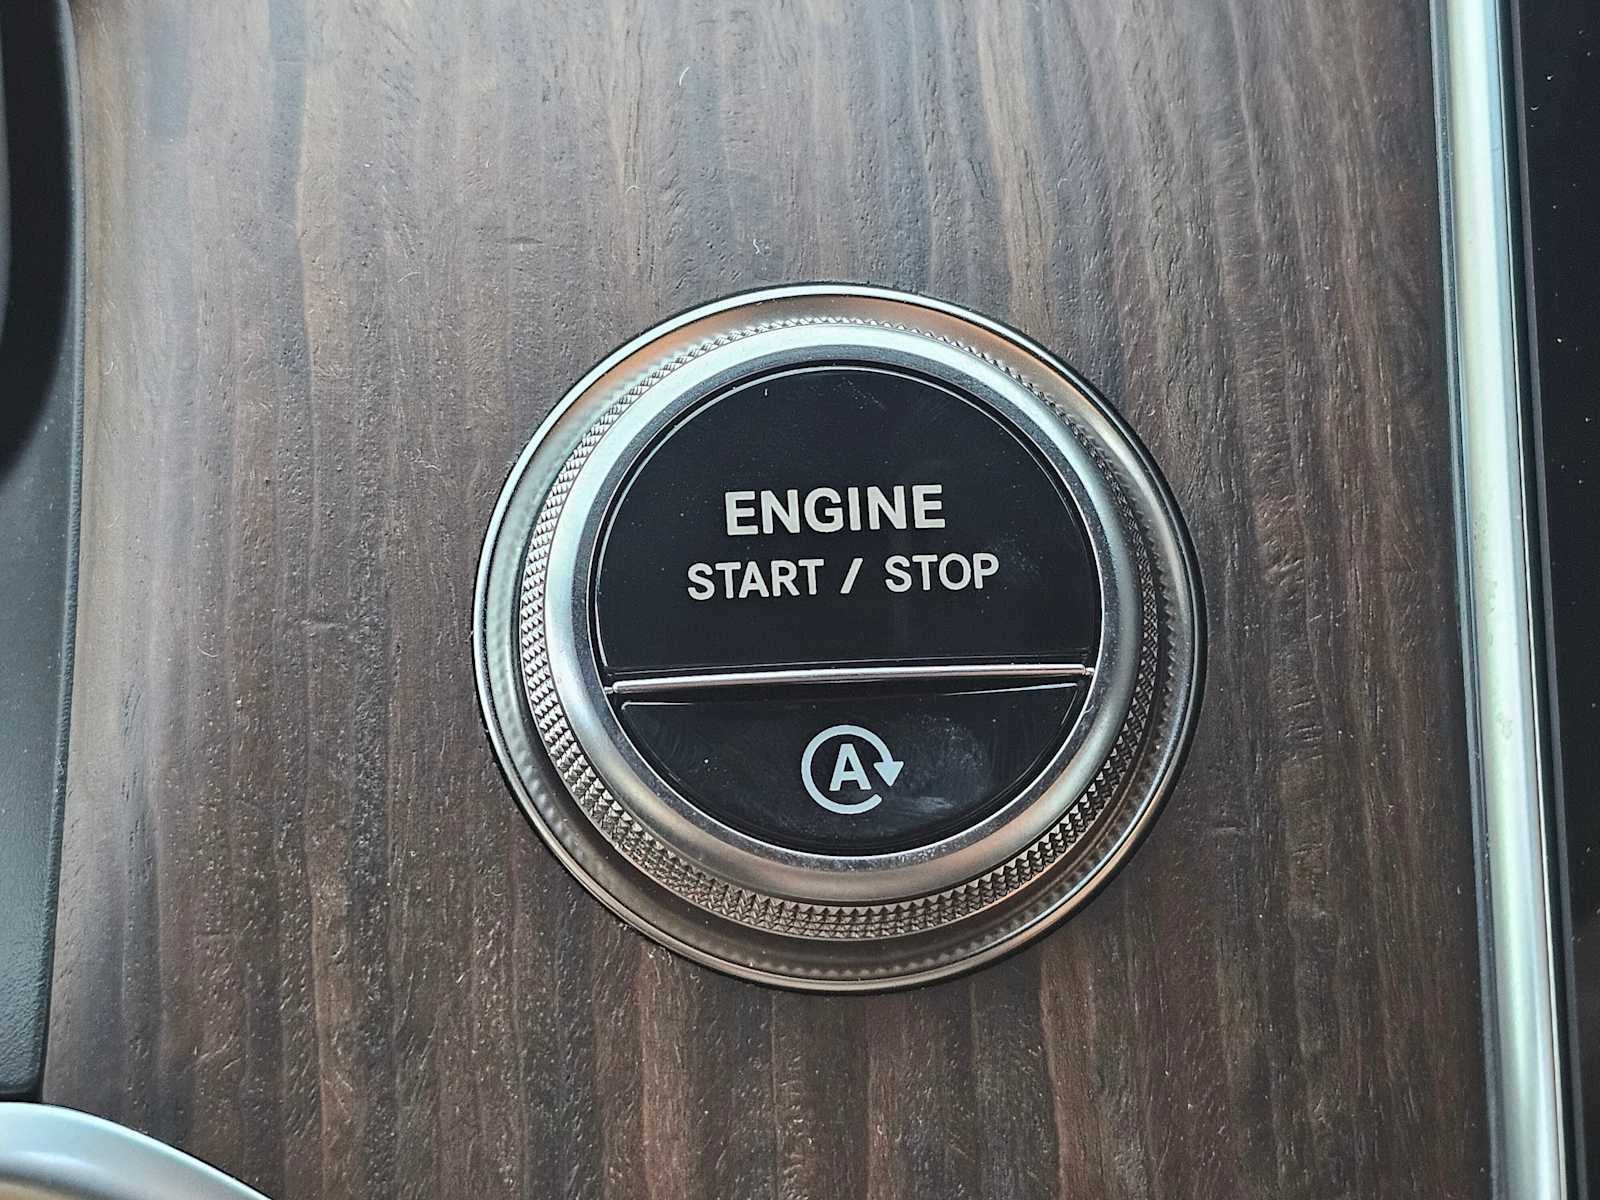 ENGINE
START / STOP
A